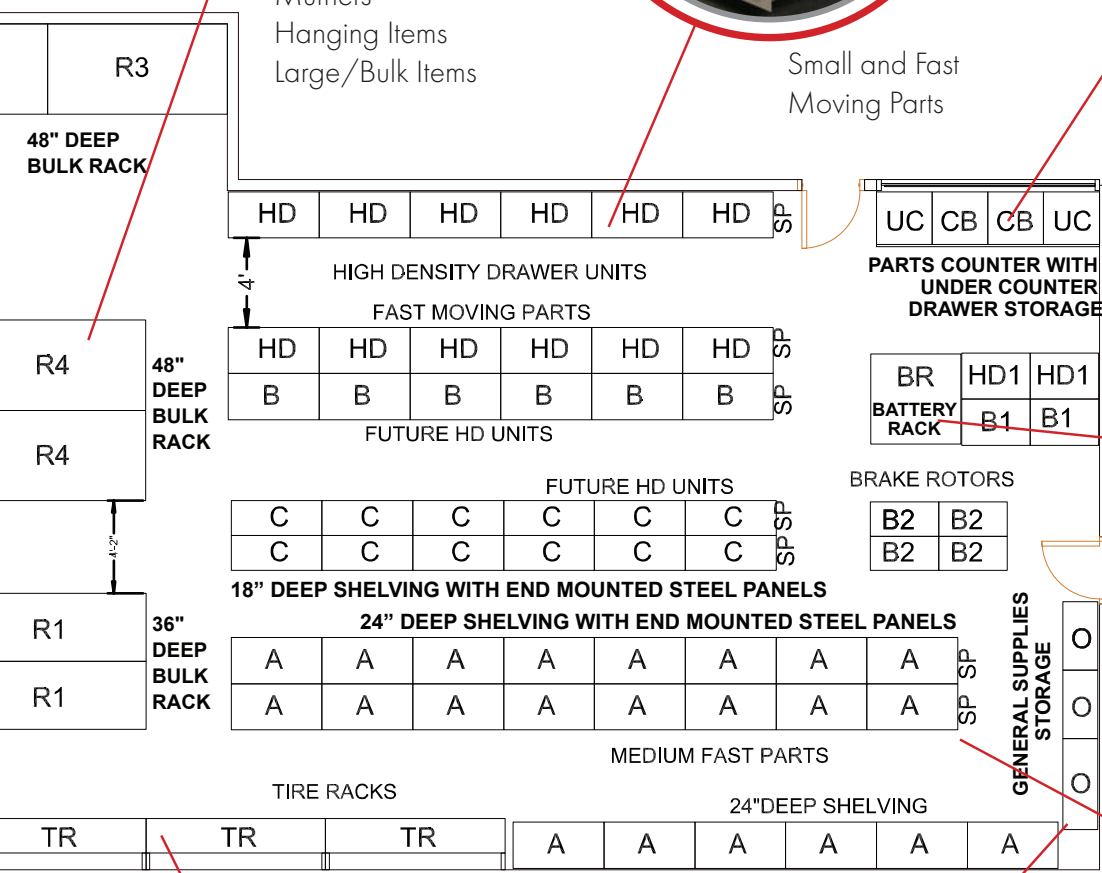 Mufflers
Hanging Items
Large/Bulk Items
Small and Fast
Moving Parts
R3
48" DEEP
BULK RACK
HD HD HD HD HD HD SP
UC CB CB UC
4'
HIGH DENSITY DRAWER UNITS
PARTS COUNTER WITH
UNDER COUNTER
DRAWER STORAGE
FAST MOVING PARTS
R4
R4
48"
DEEP
BULK
RACK
HD HD HD HD HD HD SP
B B B B B B SP
FUTURE HD UNITS
BR
BATTERY
RACK
HD1 HD1
B1 B1
FUTURE HD UNITS
BRAKE ROTORS
C C C C C C SP
C C C C C C SP
B2 B2
B2 B2
4'-2"
18” DEEP SHELVING WITH END MOUNTED STEEL PANELS
24” DEEP SHELVING WITH END MOUNTED STEEL PANELS
R1
R1
36"
DEEP
BULK
RACK
A A A A A A A A SP
A A A A A A A A SP
GENERAL SUPPLIES
STORAGE
O
O
O
MEDIUM FAST PARTS
TIRE RACKS
24"DEEP SHELVING
TR TR TR
A A A A A A